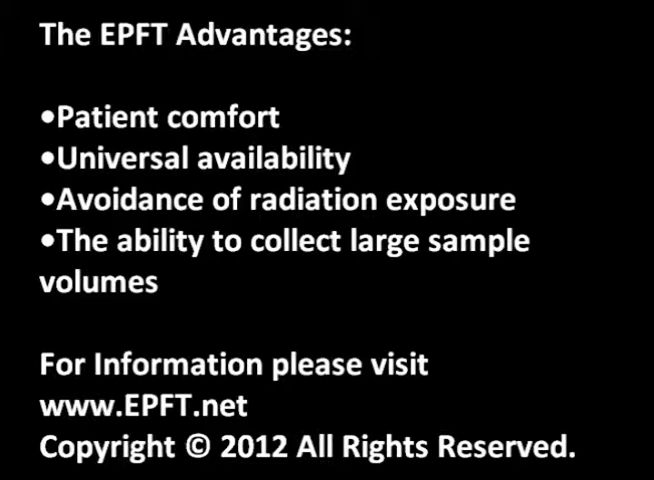 The EPFT Advantages:
•Patient comfort
•Universal availability
•Avoidance of radiation exposure
•The ability to collect large sample
volumes
For Information please visit
www.EPFT.net
Copyright © 2012 All Rights Reserved.